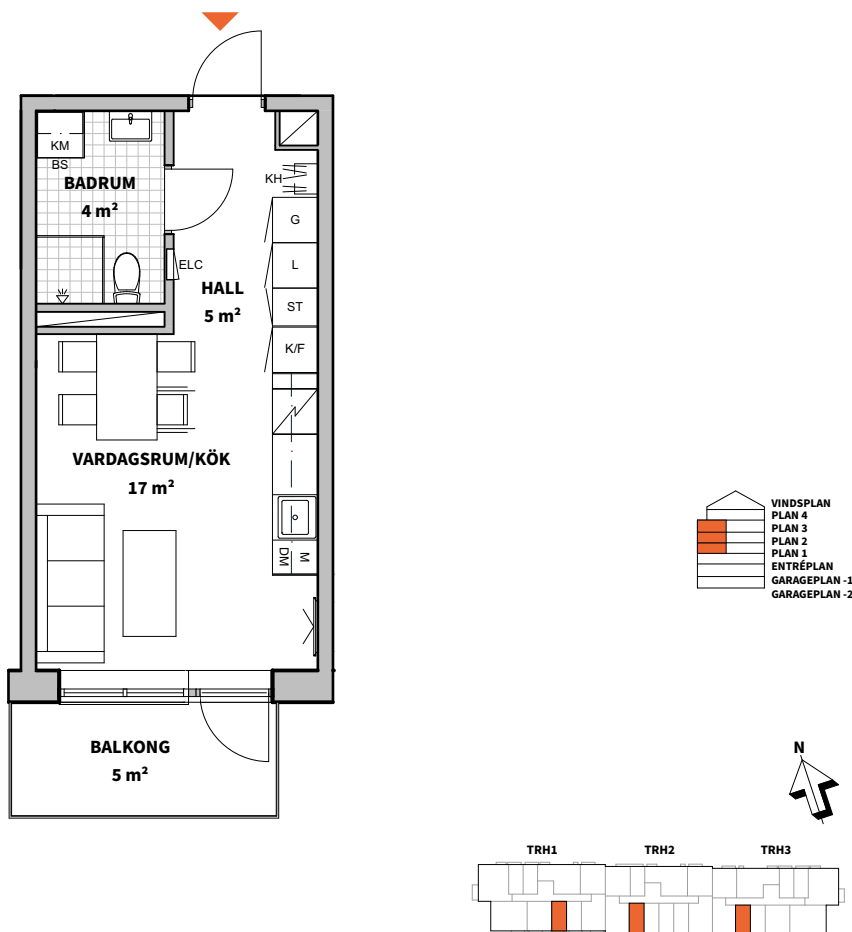 KM
BS
BADRUM
4 m²
KH
G
ELC
L
HALL
5 m²
ST
K/F
VARDAGSRUM/KÖK
17 m²
DM
M
BALKONG
5 m²
VINDSPLAN
PLAN 4
PLAN 3
PLAN 2
PLAN 1
ENTRÉPLAN
GARAGEPLAN -1
GARAGEPLAN -2
N
TRH1
TRH2
TRH3